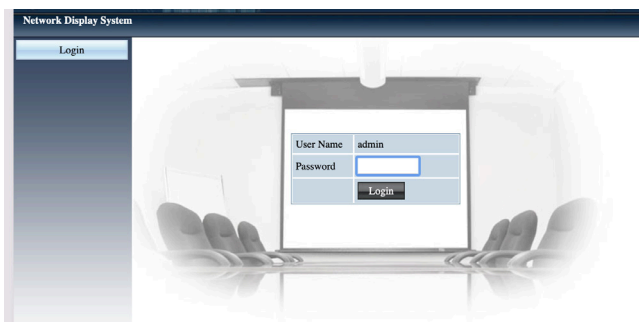 Network Display System
Login
User Name admin
Password
Login